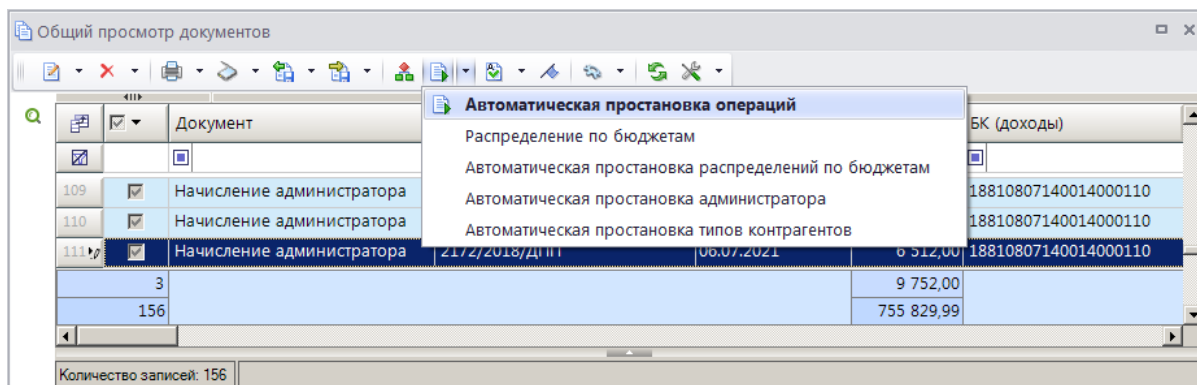 Общий просмотр документов
Автоматическая простановка операций
Распределение по бюджетам
Автоматическая простановка распределений по бюджетам
Автоматическая простановка администратора
Автоматическая простановка типов контрагентов
Документ
БК (доходы)
109 Начисление администратора 18810807140014000110
110 Начисление администратора 18810807140014000110
111 Начисление администратора 2172/2018/ДПП 06.07.2021 6 512,00 18810807140014000110
3 9 752,00
156 755 829,99
Количество записей: 156